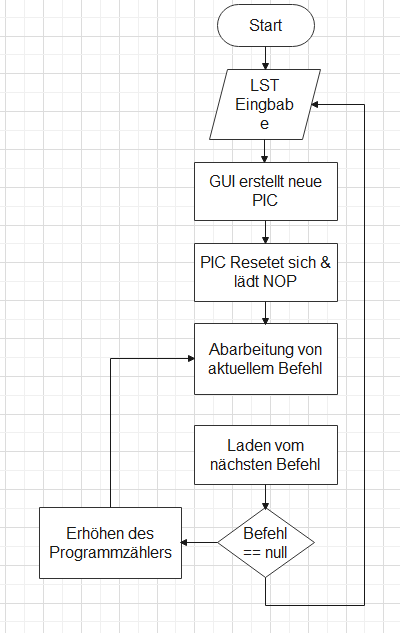 Start
LST
Eingbab
e
GUI erstellt neue
PIC
PIC Resetet sich &
lädt NOP
Abarbeitung von
aktuellem Befehl
Laden vom
nächsten Befehl
Befehl
== null
Erhöhen des
Programmzählers